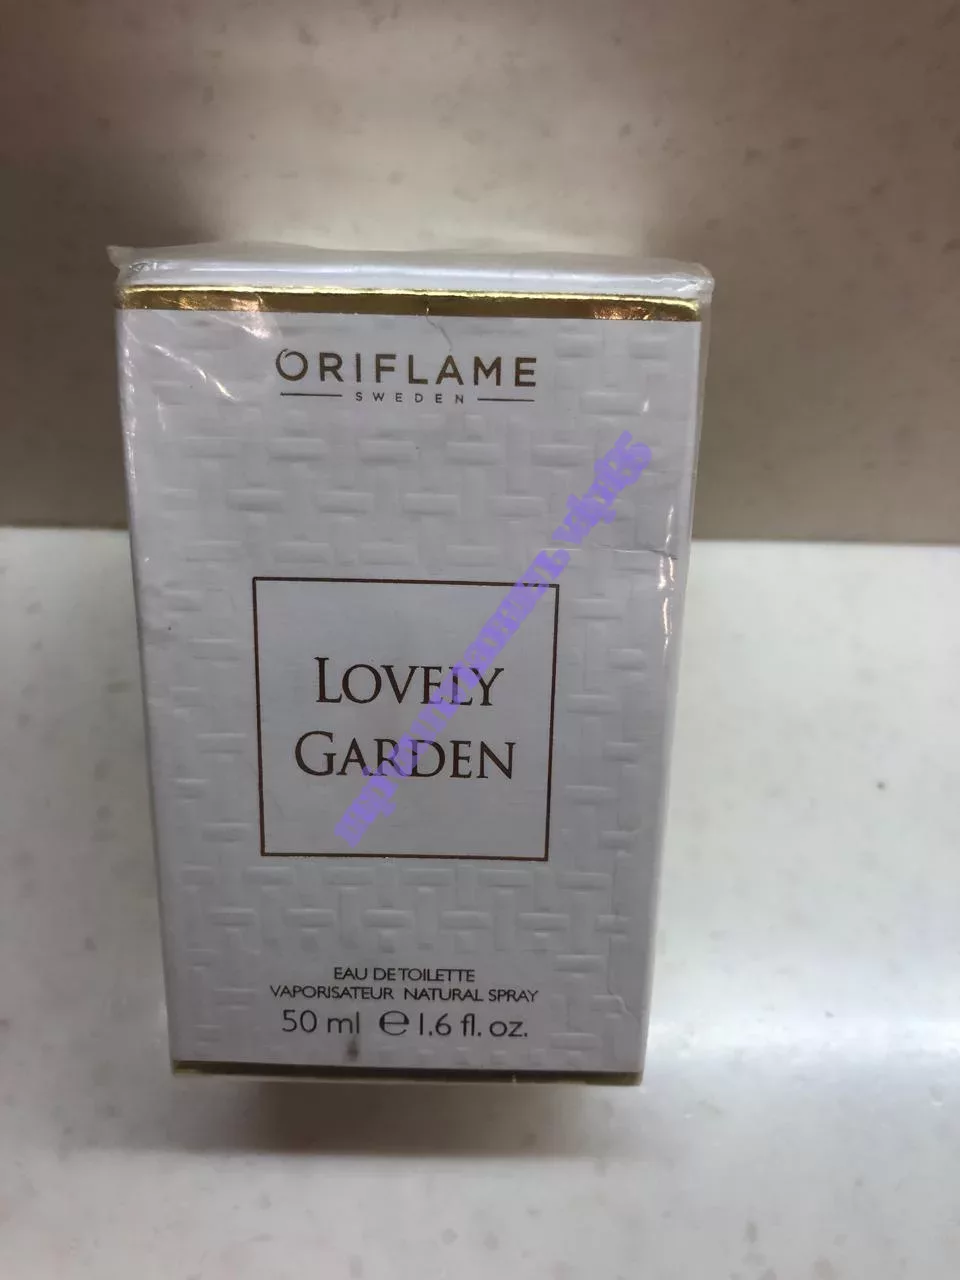 ORIFLAME
SWEDEN
LOVELY
GARDEN
EAU DE TOILETTE
VAPORISATEUR NATURAL SPRAY
50 ml ℮ 1.6 fl. oz.